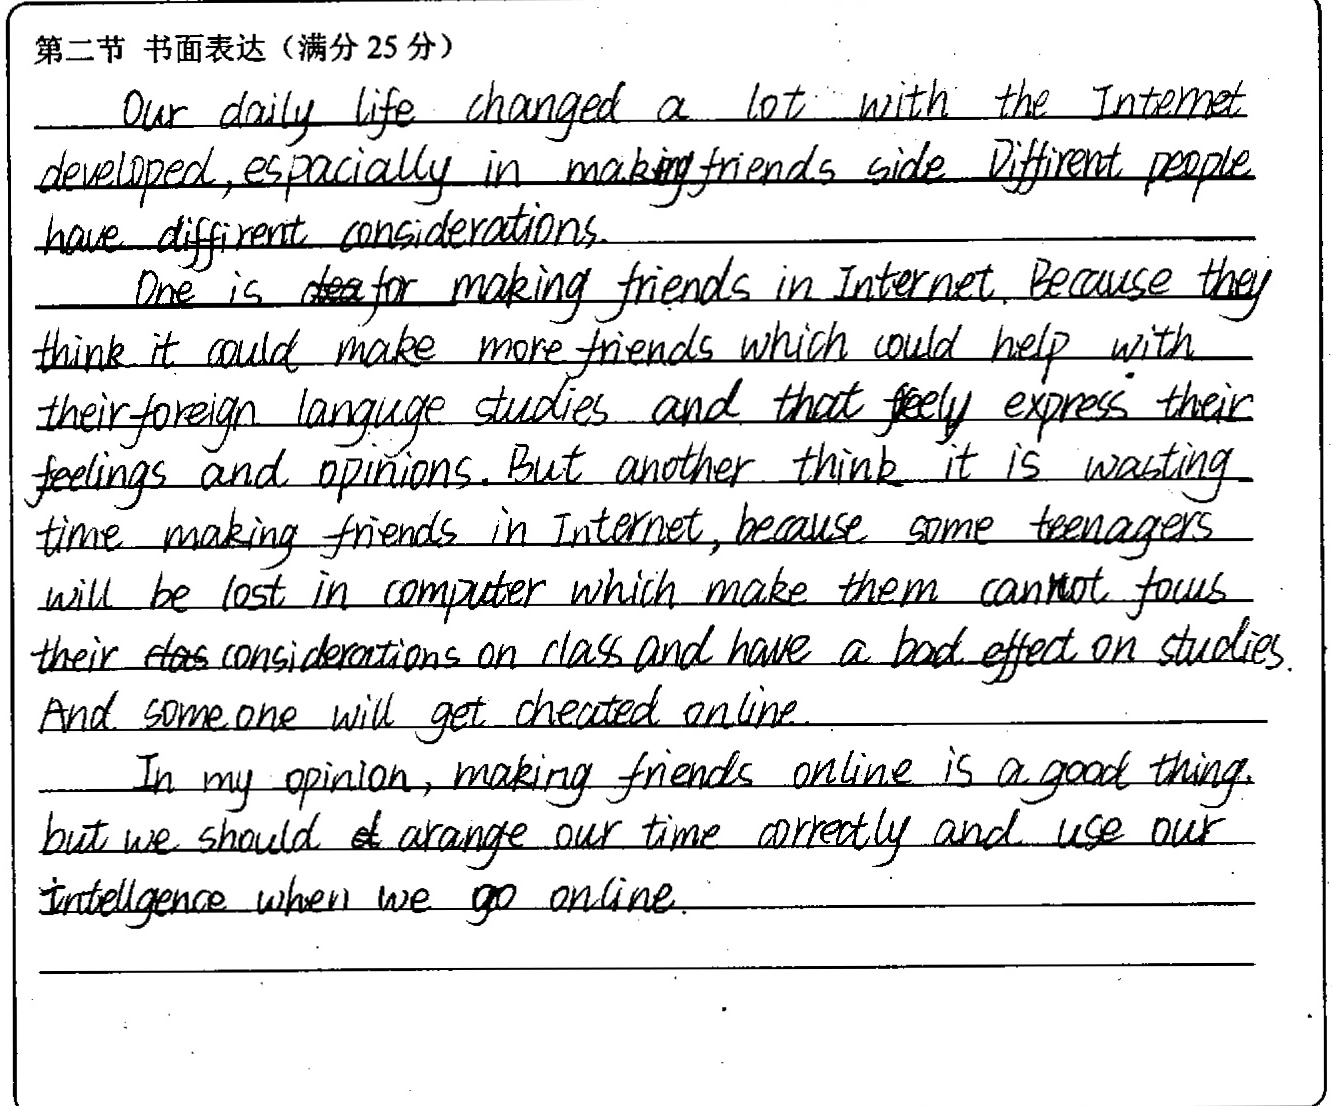 第二节 书面表达（满分 25 分）
Our daily life changed a lot with the Internet
developed, espacially in making friends side Diffirent people
have diffirent considerations.
One is for making friends in Internet. Because they
think it could make more friends which could help with
their foreign languge studies and that feely express their
feelings and opinions. But another think it is wasting
time making friends in Internet, because some teenagers
will be lost in computer which make them cannot focus
their considerations on class and have a bad effect on studies.
And someone will get cheated online.
In my opinion, making friends online is a good thing.
but we should arange our time correctly and use our
intellgence when we go online.